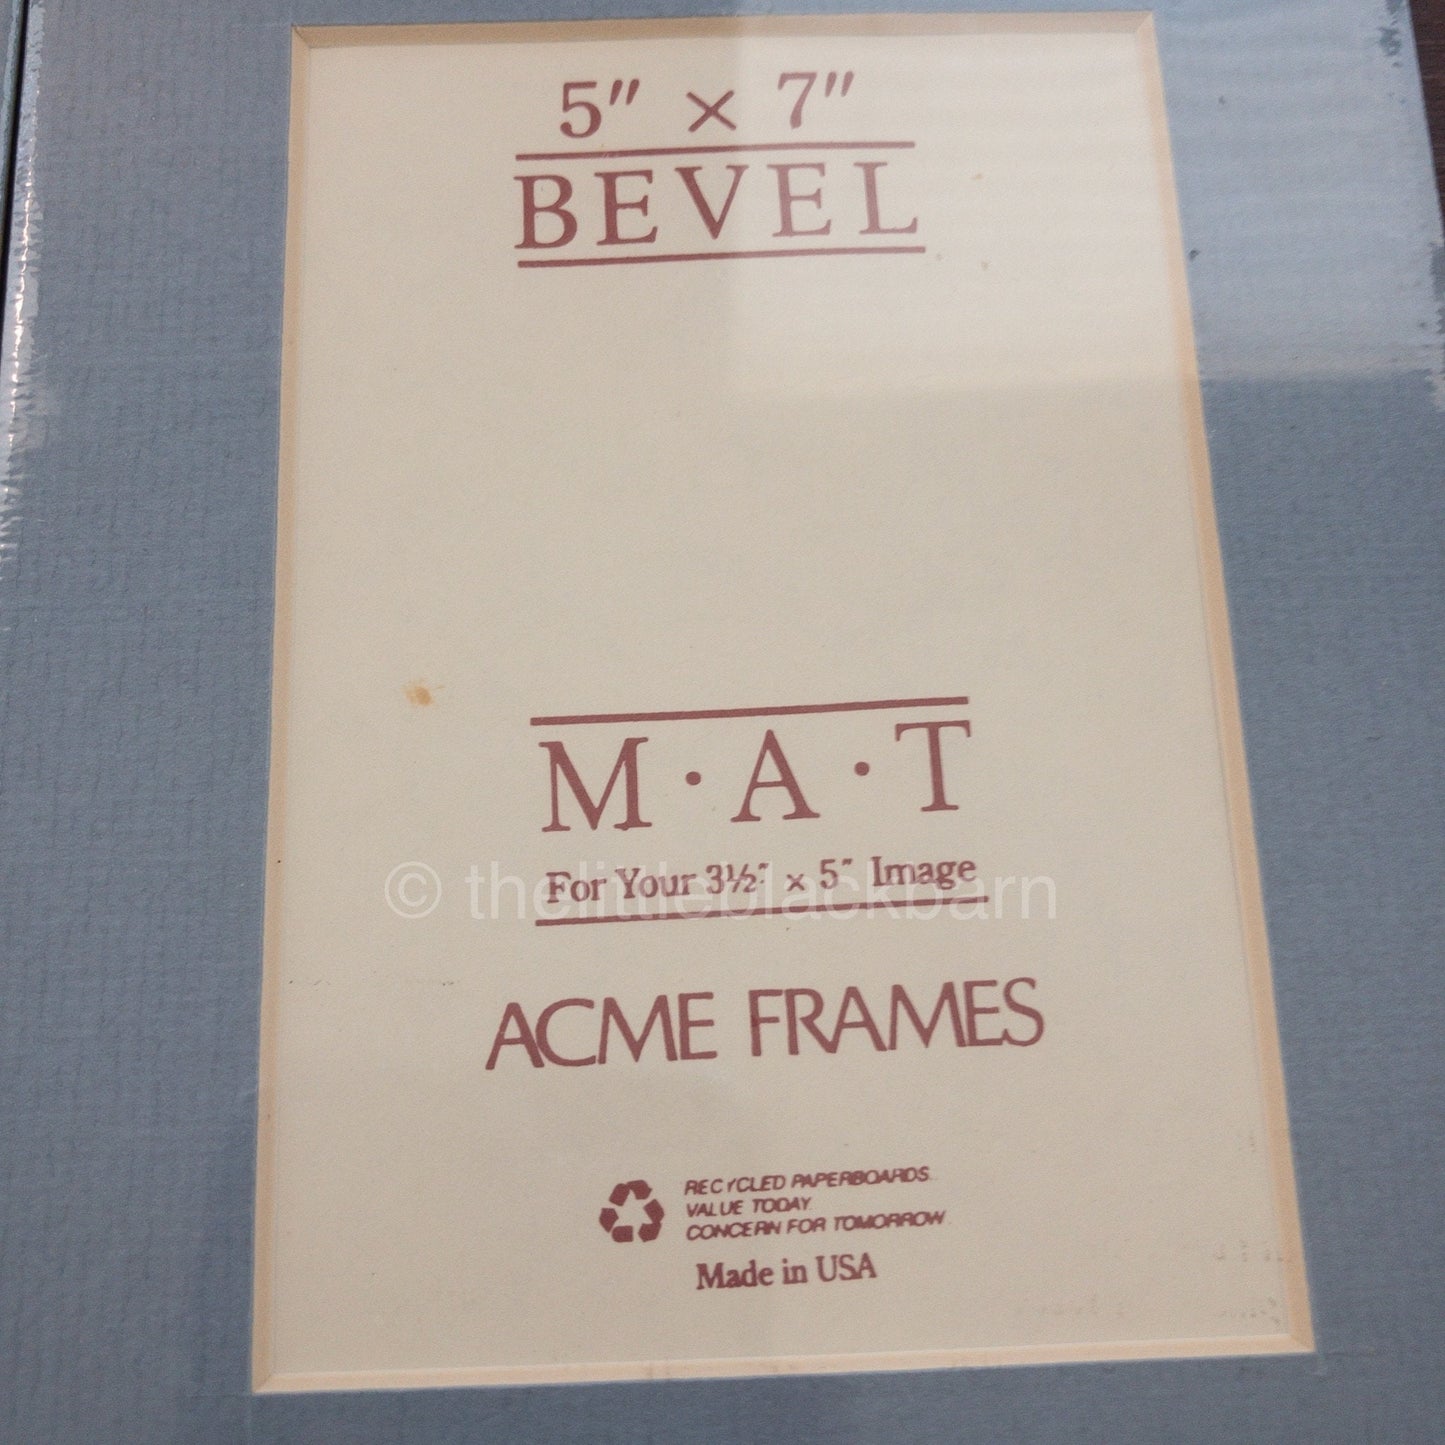 5" × 7"
BEVEL
M·A·T
For Your 3½" × 5" Image
© thelittleblackbarn
ACME FRAMES
RECYCLED PAPERBOARDS.
VALUE TODAY.
CONCERN FOR TOMORROW.
Made in USA